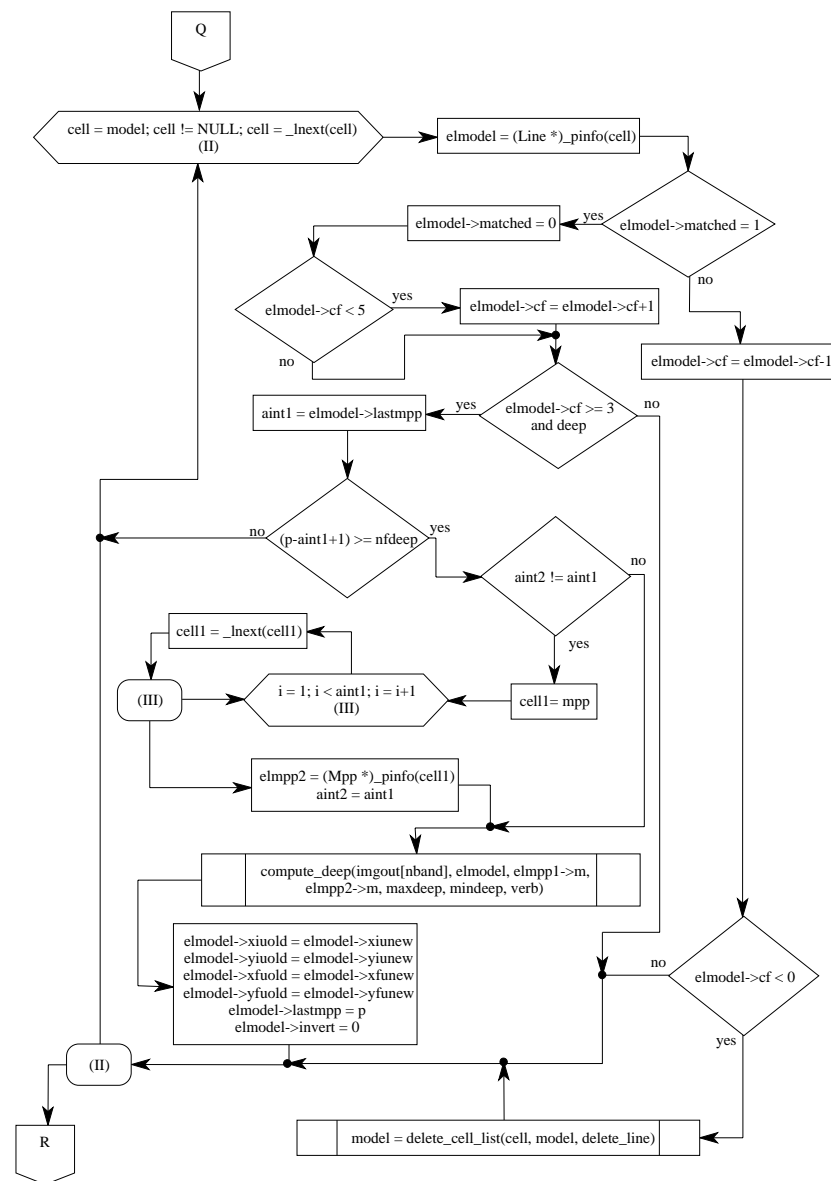 Q
cell = model; cell != NULL; cell = _lnext(cell)
(II)
elmodel = (Line *)_pinfo(cell)
elmodel->matched = 1
yes
no
elmodel->matched = 0
elmodel->cf < 5
yes
no
elmodel->cf = elmodel->cf+1
elmodel->cf = elmodel->cf-1
elmodel->cf >= 3
and deep
yes
no
aint1 = elmodel->lastmpp
(p-aint1+1) >= nfdeep
no
yes
aint2 != aint1
no
yes
cell1 = _lnext(cell1)
(III)
i = 1; i < aint1; i = i+1
(III)
cell1= mpp
elmpp2 = (Mpp *)_pinfo(cell1)
aint2 = aint1
compute_deep(imgout[nband], elmodel, elmpp1->m,
elmpp2->m, maxdeep, mindeep, verb)
elmodel->xiuold = elmodel->xiunew
elmodel->yiuold = elmodel->yiunew
elmodel->xfuold = elmodel->xfunew
elmodel->yfuold = elmodel->yfunew
elmodel->lastmpp = p
elmodel->invert = 0
elmodel->cf < 0
no
yes
(II)
R
model = delete_cell_list(cell, model, delete_line)